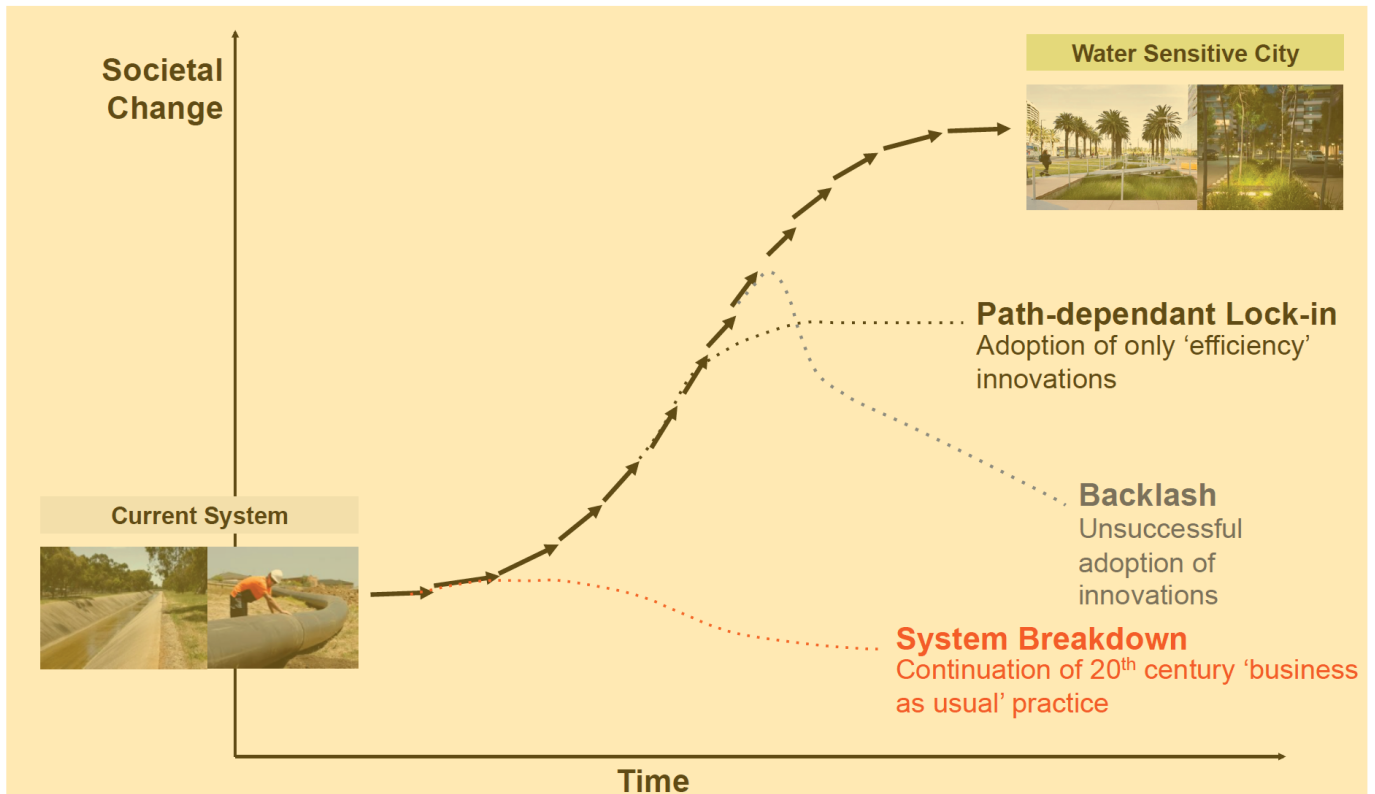 Societal
Change
Water Sensitive City
Path-dependant Lock-in
Adoption of only ‘efficiency’
innovations
Backlash
Unsuccessful
adoption of
innovations
Current System
System Breakdown
Continuation of 20th century ‘business
as usual’ practice
Time